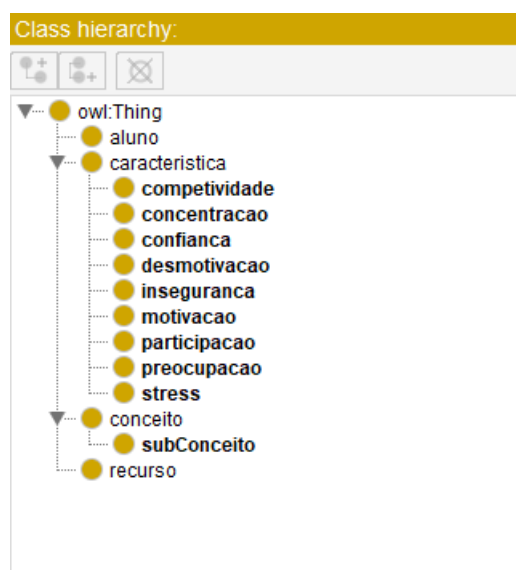 Class hierarchy:
owl:Thing
aluno
caracteristica
competividade
concentracao
confianca
desmotivacao
inseguranca
motivacao
participacao
preocupacao
stress
conceito
subConceito
recurso